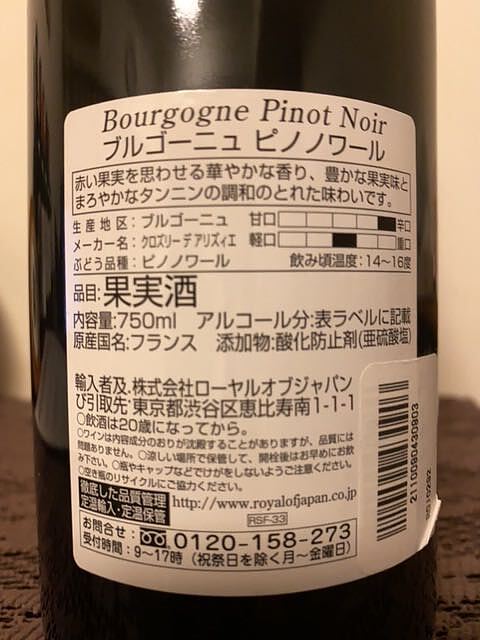 Bourgogne Pinot Noir
ブルゴーニュ ピノノワール
赤い果実を思わせる華やかな香り、豊かな果実味と
まろやかなタンニンの調和のとれた味わいです。
生産地区:ブルゴーニュ 甘口 辛口
メーカー名:クロズリーデアリズィエ 軽口 重口
ぶどう品種:ピノノワール 飲み頃温度:14~16度
品目:果実酒
内容量:750ml アルコール分:表ラベルに記載
原産国名:フランス 添加物:酸化防止剤(亜硫酸塩)
輸入者及 株式会社ローヤルオブジャパン
び引取先・東京都渋谷区恵比寿南1-1-1
○飲酒は20歳になってから。
○ワインは内容成分のおりが沈殿することがありますが、品質には
問題ありません。○涼しい場所で保管して、開栓後はお早めにお飲
み下さい。○瓶やキャップなどでけがをしないようご注意ください。
○空き瓶のリサイクルにご協力ください。
徹底した品質管理
定温輸入・定温保管
http://www.royalofjapan.co.jp
RSF-33
お問合せ:0120-158-273
受付時間:9~17時(祝祭日を除く月~金曜日)
2110090430803